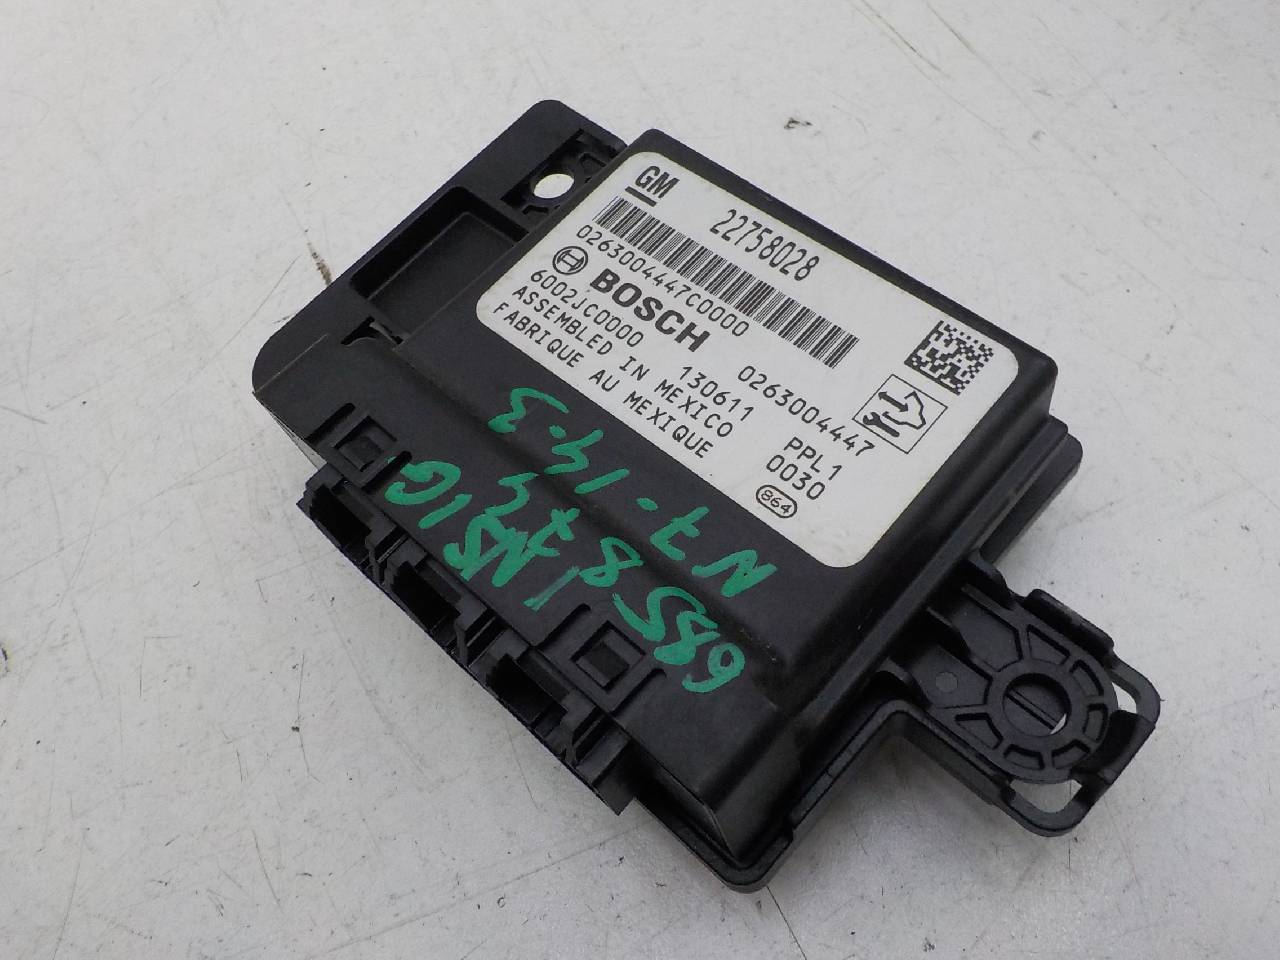 GM 22758028
0263004447C0000
BOSCH 0263004447
6002JC0000 130611 PPL1
ASSEMBLED IN MEXICO 0030
FABRIQUE AU MEXIQUE 864
N7-14.3
6858